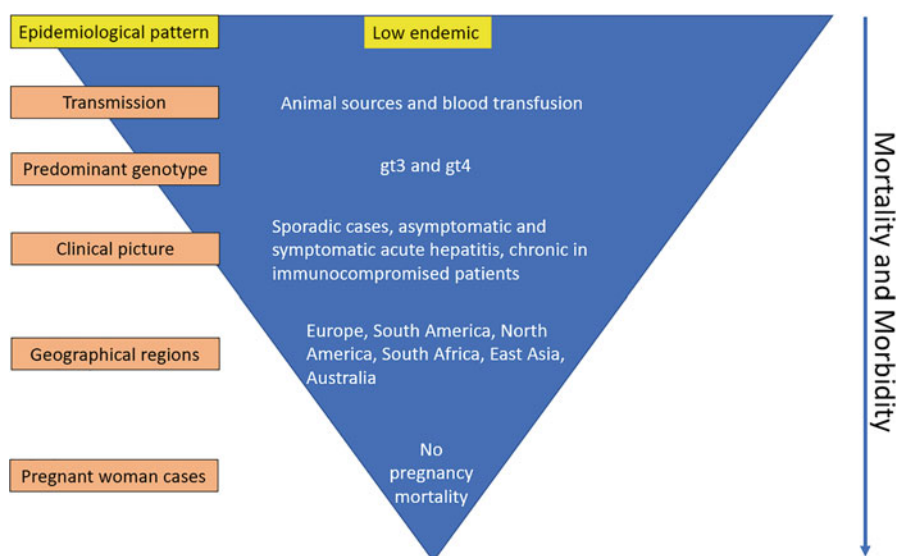 Epidemiological pattern
Low endemic
Transmission
Animal sources and blood transfusion
Predominant genotype
gt3 and gt4
Clinical picture
Sporadic cases, asymptomatic and
symptomatic acute hepatitis, chronic in
immunocompromised patients
Geographical regions
Europe, South America, North
America, South Africa, East Asia,
Australia
Pregnant woman cases
No
pregnancy
mortality
Mortality and Morbidity